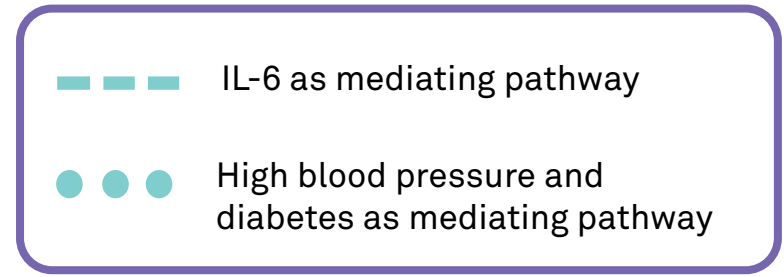 IL-6 as mediating pathway
High blood pressure and
diabetes as mediating pathway